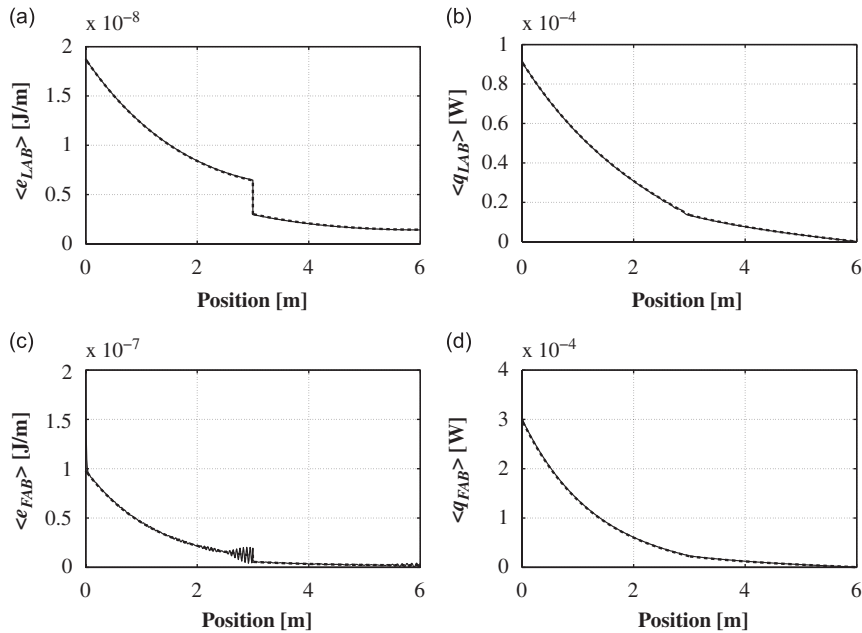 (a)
x 10⁻⁸
2
1.5
1
0.5
0
<e_LAB> [J/m]
0 2 4 6
Position [m]
(b)
x 10⁻⁴
1
0.8
0.6
0.4
0.2
0
<q_LAB> [W]
0 2 4 6
Position [m]
(c)
x 10⁻⁷
2
1.5
1
0.5
0
<e_FAB> [J/m]
0 2 4 6
Position [m]
(d)
x 10⁻⁴
4
3
2
1
0
<q_FAB> [W]
0 2 4 6
Position [m]